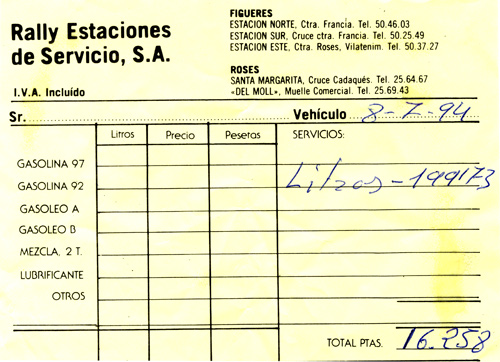 Rally Estaciones
de Servicio, S.A.
I.V.A. Incluído
FIGUERES
ESTACION NORTE, Ctra. Francia. Tel. 50.46.03
ESTACION SUR, Cruce ctra. Francia. Tel. 50.25.49
ESTACION ESTE, Ctra. Roses, Vilatenim. Tel. 50.37.27
ROSES
SANTA MARGARITA, Cruce Cadaqués. Tel. 25.64.67
«DEL MOLL», Muelle Comercial. Tel. 25.69.43
Sr. Vehículo 8-7-94
Litros Precio Pesetas SERVICIOS:
GASOLINA 97
GASOLINA 92 Litros-199173
GASOLEO A
GASOLEO B
MEZCLA, 2 T.
LUBRIFICANTE
OTROS
TOTAL PTAS. 16.258